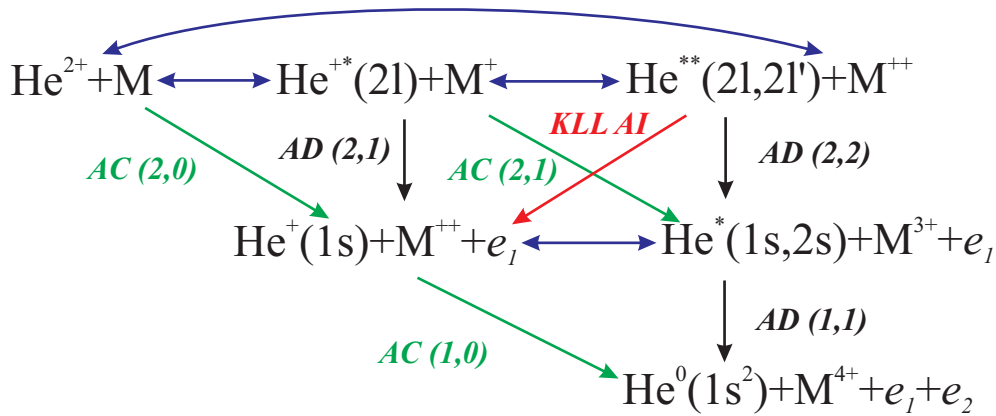 He²⁺+M He⁺*(2l)+M⁺ He**(2l,2l')+M⁺⁺
KLL AI
AC (2,0) AD (2,1) AC (2,1) AD (2,2)
He⁺(1s)+M⁺⁺+e₁ He*(1s,2s)+M³⁺+e₁
AC (1,0) AD (1,1)
He⁰(1s²)+M⁴⁺+e₁+e₂